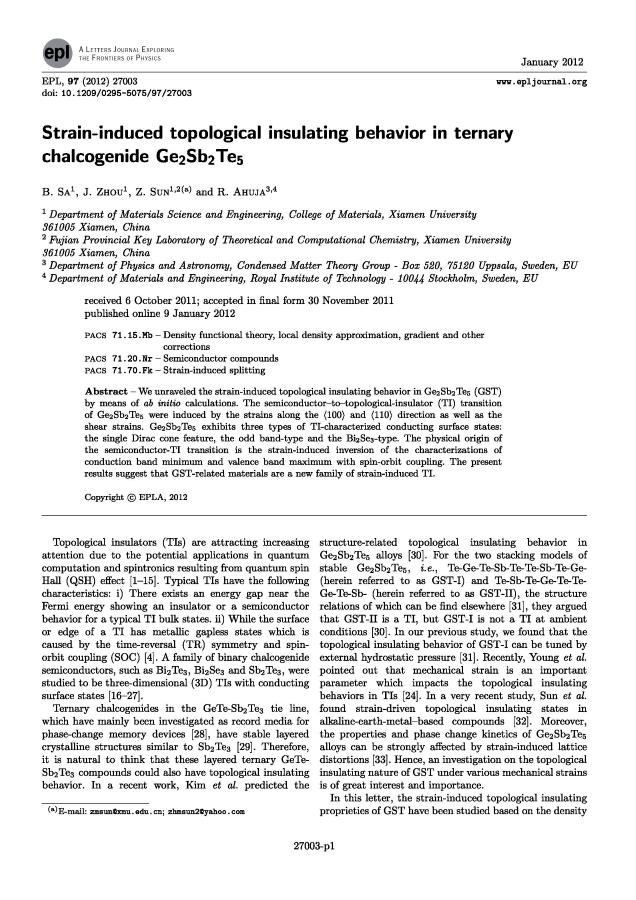 epl
A Letters Journal Exploring
the Frontiers of Physics
January 2012
EPL, 97 (2012) 27003
www.epljournal.org
doi: 10.1209/0295-5075/97/27003
Strain-induced topological insulating behavior in ternary
chalcogenide Ge₂Sb₂Te₅
B. Sa¹, J. Zhou¹, Z. Sun¹,²(a) and R. Ahuja³,⁴
¹ Department of Materials Science and Engineering, College of Materials, Xiamen University
361005 Xiamen, China
² Fujian Provincial Key Laboratory of Theoretical and Computational Chemistry, Xiamen University
361005 Xiamen, China
³ Department of Physics and Astronomy, Condensed Matter Theory Group - Box 520, 75120 Uppsala, Sweden, EU
⁴ Department of Materials and Engineering, Royal Institute of Technology - 10044 Stockholm, Sweden, EU
received 6 October 2011; accepted in final form 30 November 2011
published online 9 January 2012
PACS 71.15.Mb – Density functional theory, local density approximation, gradient and other
corrections
PACS 71.20.Nr – Semiconductor compounds
PACS 71.70.Fk – Strain-induced splitting
Abstract – We unraveled the strain-induced topological insulating behavior in Ge₂Sb₂Te₅ (GST)
by means of ab initio calculations. The semiconductor–to–topological-insulator (TI) transition
of Ge₂Sb₂Te₅ were induced by the strains along the ⟨100⟩ and ⟨110⟩ direction as well as the
shear strains. Ge₂Sb₂Te₅ exhibits three types of TI-characterized conducting surface states:
the single Dirac cone feature, the odd band-type and the Bi₂Se₃-type. The physical origin of
the semiconductor-TI transition is the strain-induced inversion of the characterizations of
conduction band minimum and valence band maximum with spin-orbit coupling. The present
results suggest that GST-related materials are a new family of strain-induced TI.
Copyright © EPLA, 2012
Topological insulators (TIs) are attracting increasing
attention due to the potential applications in quantum
computation and spintronics resulting from quantum spin
Hall (QSH) effect [1–15]. Typical TIs have the following
characteristics: i) There exists an energy gap near the
Fermi energy showing an insulator or a semiconductor
behavior for a typical TI bulk states. ii) While the surface
or edge of a TI has metallic gapless states which is
caused by the time-reversal (TR) symmetry and spin-
orbit coupling (SOC) [4]. A family of binary chalcogenide
semiconductors, such as Bi₂Te₃, Bi₂Se₃ and Sb₂Te₃, were
studied to be three-dimensional (3D) TIs with conducting
surface states [16–27].
Ternary chalcogenides in the GeTe-Sb₂Te₃ tie line,
which have mainly been investigated as record media for
phase-change memory devices [28], have stable layered
crystalline structures similar to Sb₂Te₃ [29]. Therefore,
it is natural to think that these layered ternary GeTe-
Sb₂Te₃ compounds could also have topological insulating
behavior. In a recent work, Kim et al. predicted the
(a)E-mail: zmsun@xmu.edu.cn; zhmsun2@yahoo.com
structure-related topological insulating behavior in
Ge₂Sb₂Te₅ alloys [30]. For the two stacking models of
stable Ge₂Sb₂Te₅, i.e., Te-Ge-Te-Sb-Te-Te-Sb-Te-Ge-
(herein referred to as GST-I) and Te-Sb-Te-Ge-Te-Te-
Ge-Te-Sb- (herein referred to as GST-II), the structure
relations of which can be find elsewhere [31], they argued
that GST-II is a TI, but GST-I is not a TI at ambient
conditions [30]. In our previous study, we found that the
topological insulating behavior of GST-I can be tuned by
external hydrostatic pressure [31]. Recently, Young et al.
pointed out that mechanical strain is an important
parameter which impacts the topological insulating
behaviors in TIs [24]. In a very recent study, Sun et al.
found strain-driven topological insulating states in
alkaline-earth-metal–based compounds [32]. Moreover,
the properties and phase change kinetics of Ge₂Sb₂Te₅
alloys can be strongly affected by strain-induced lattice
distortions [33]. Hence, an investigation on the topological
insulating nature of GST under various mechanical strains
is of great interest and importance.
In this letter, the strain-induced topological insulating
proprieties of GST have been studied based on the density
27003-p1